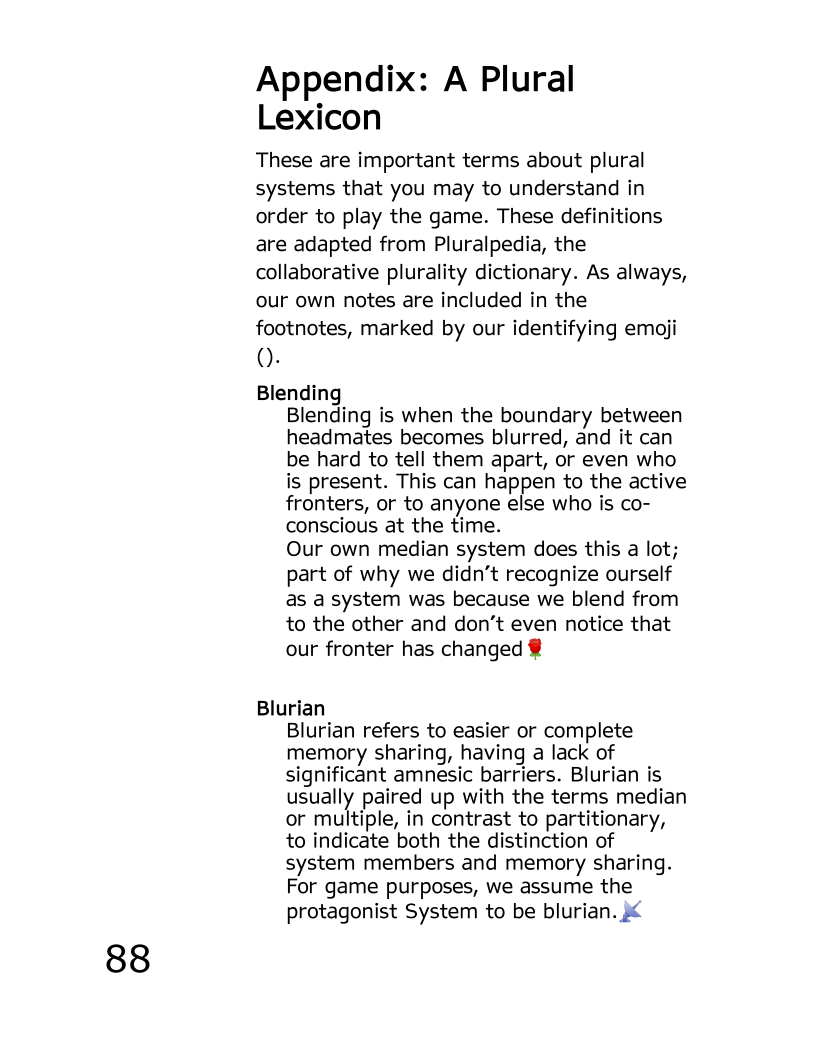 Appendix: A Plural
Lexicon
These are important terms about plural
systems that you may to understand in
order to play the game. These definitions
are adapted from Pluralpedia, the
collaborative plurality dictionary. As always,
our own notes are included in the
footnotes, marked by our identifying emoji
().
Blending
Blending is when the boundary between
headmates becomes blurred, and it can
be hard to tell them apart, or even who
is present. This can happen to the active
fronters, or to anyone else who is co-
conscious at the time.
Our own median system does this a lot;
part of why we didn’t recognize ourself
as a system was because we blend from
to the other and don’t even notice that
our fronter has changed🌹
Blurian
Blurian refers to easier or complete
memory sharing, having a lack of
significant amnesic barriers. Blurian is
usually paired up with the terms median
or multiple, in contrast to partitionary,
to indicate both the distinction of
system members and memory sharing.
For game purposes, we assume the
protagonist System to be blurian.📡
88